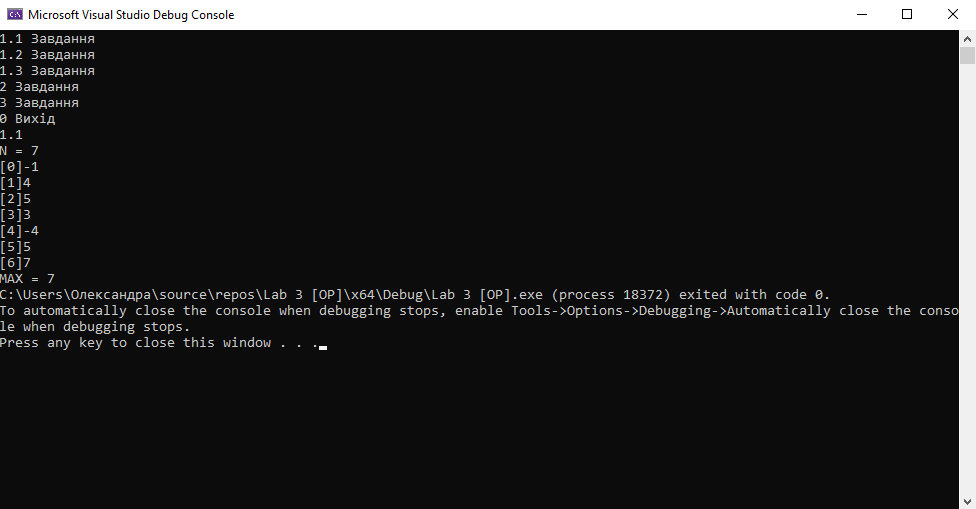 Microsoft Visual Studio Debug Console
1.1 Завдання
1.2 Завдання
1.3 Завдання
2 Завдання
3 Завдання
0 Вихід
1.1
N = 7
[0]-1
[1]4
[2]5
[3]3
[4]-4
[5]5
[6]7
MAX = 7
C:\Users\Олександра\source\repos\Lab 3 [OP]\x64\Debug\Lab 3 [OP].exe (process 18372) exited with code 0.
To automatically close the console when debugging stops, enable Tools->Options->Debugging->Automatically close the conso
le when debugging stops.
Press any key to close this window . . .